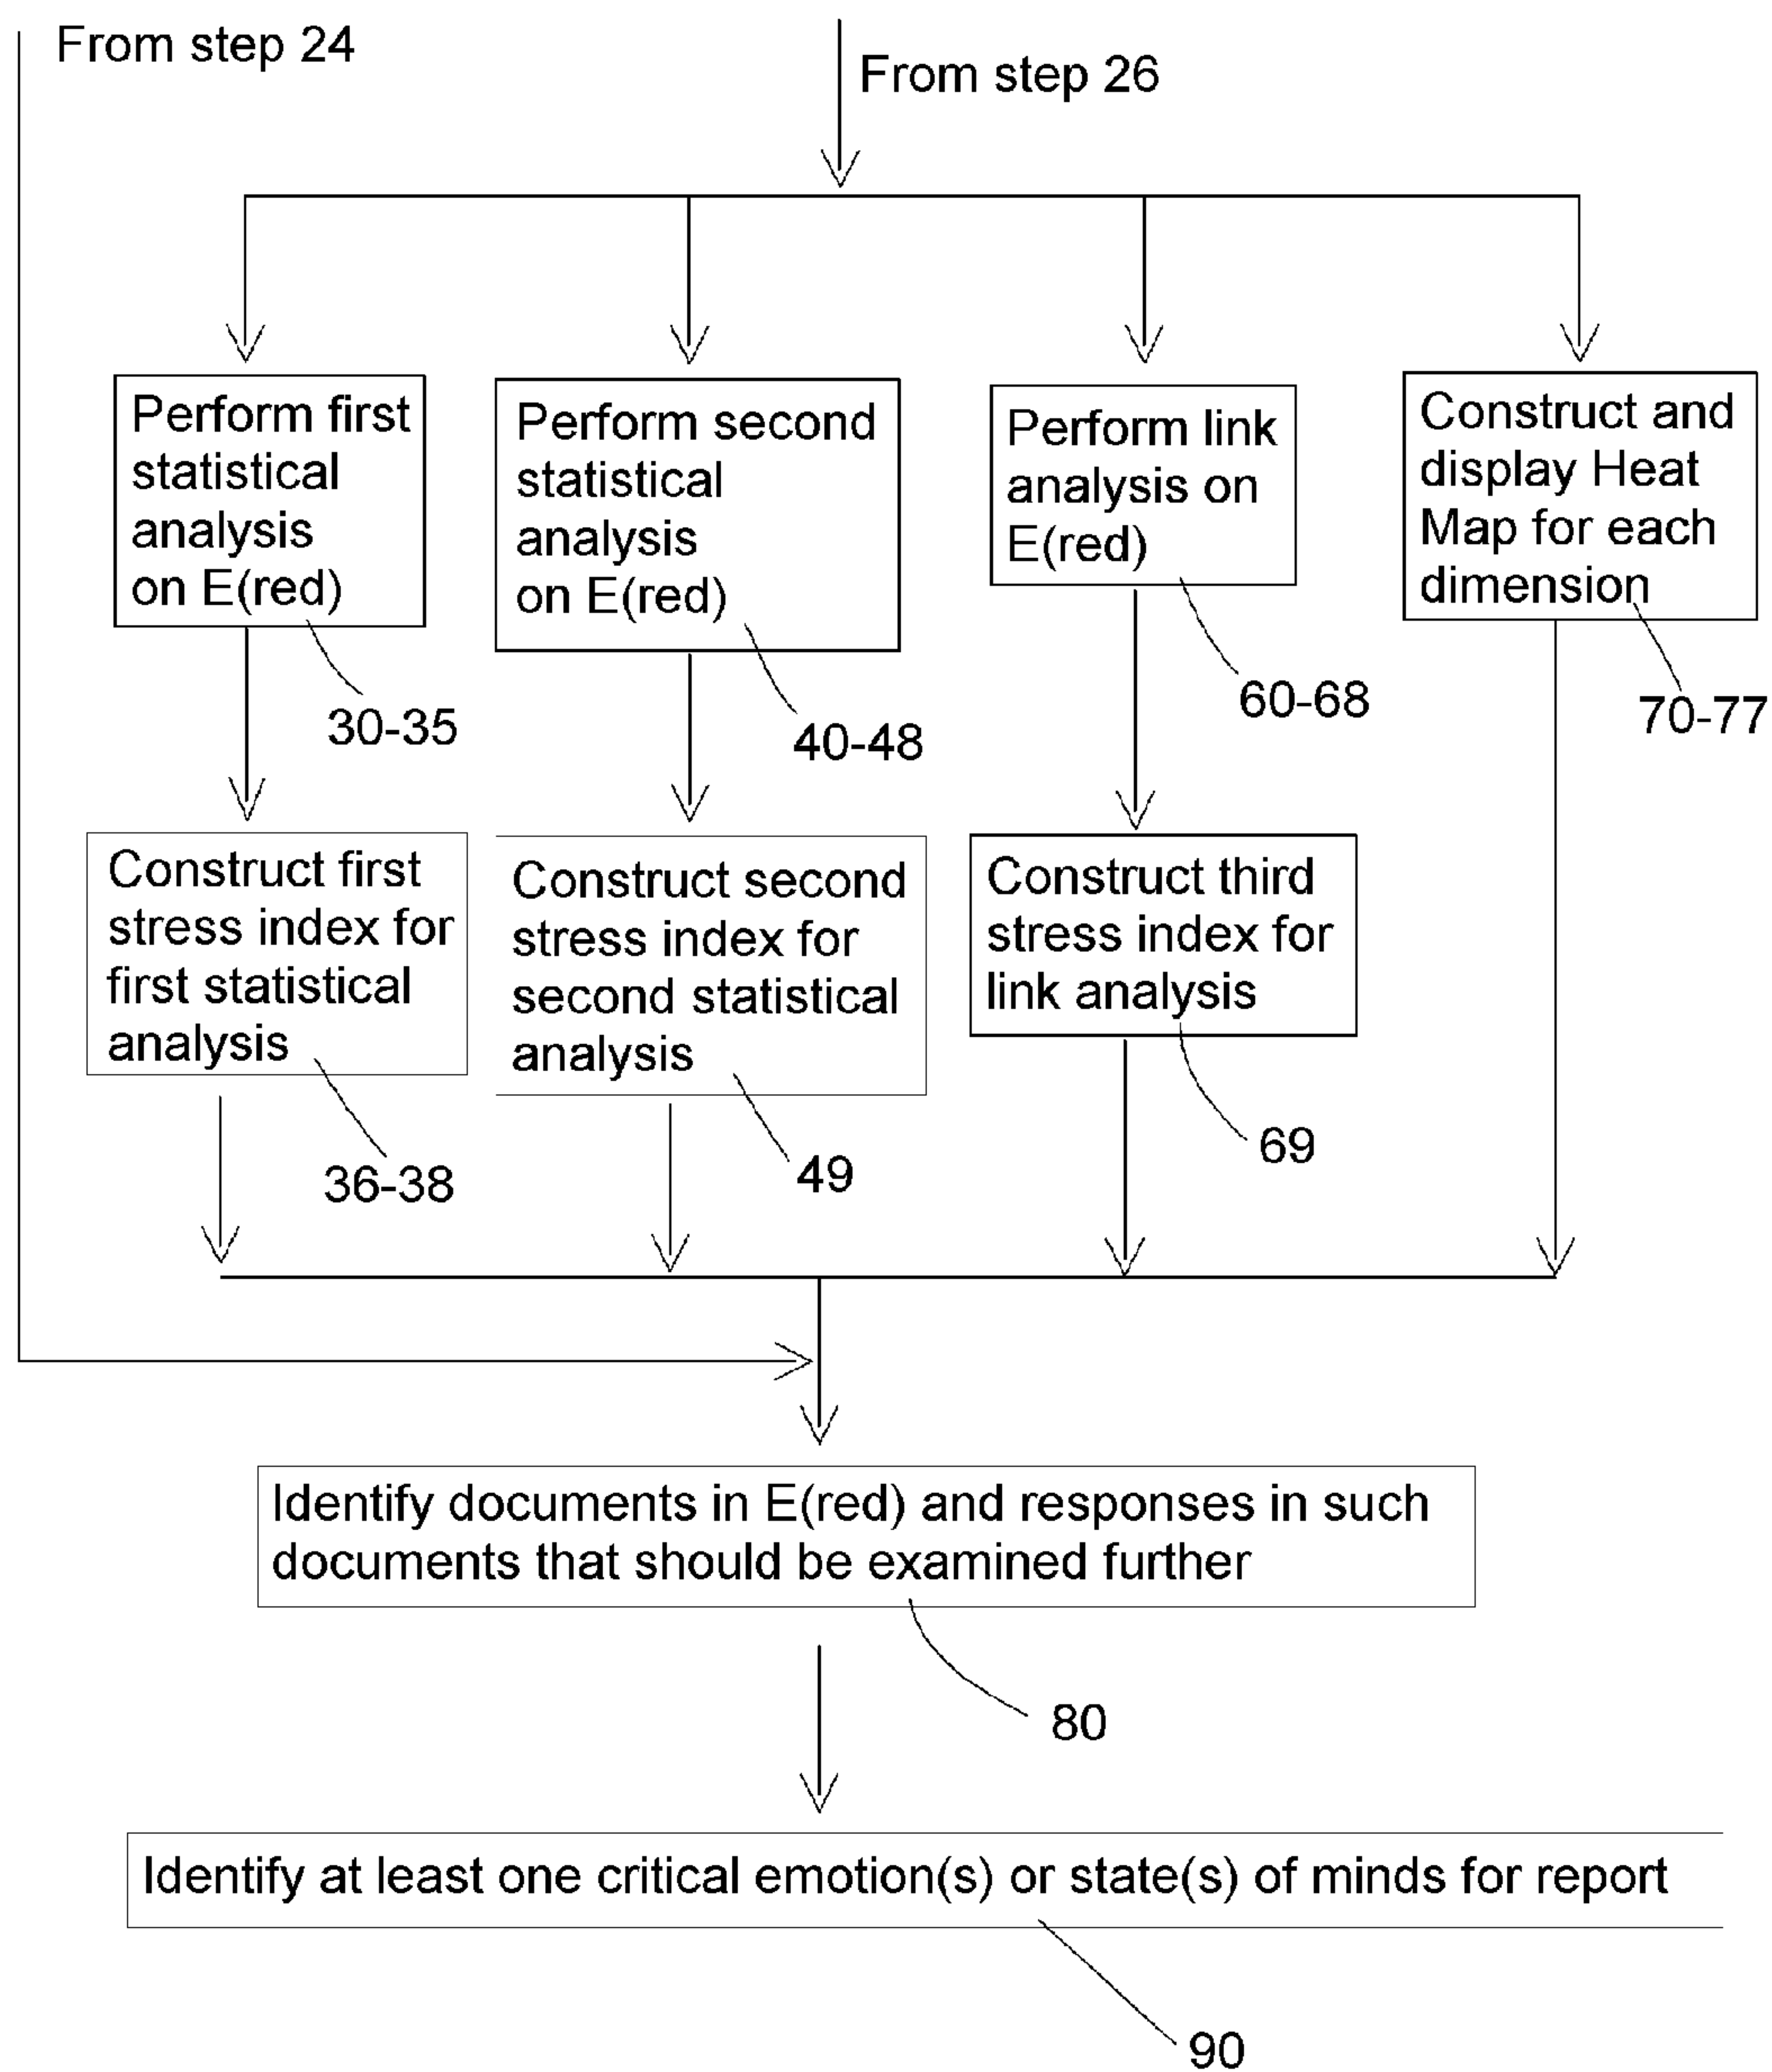 From step 24
From step 26
Perform first
statistical
analysis
on E(red)
30-35
Perform second
statistical
analysis
on E(red)
40-48
Perform link
analysis on
E(red)
60-68
Construct and
display Heat
Map for each
dimension
70-77
Construct first
stress index for
first statistical
analysis
36-38
Construct second
stress index for
second statistical
analysis
49
Construct third
stress index for
link analysis
69
Identify documents in E(red) and responses in such
documents that should be examined further
80
Identify at least one critical emotion(s) or state(s) of minds for report
90